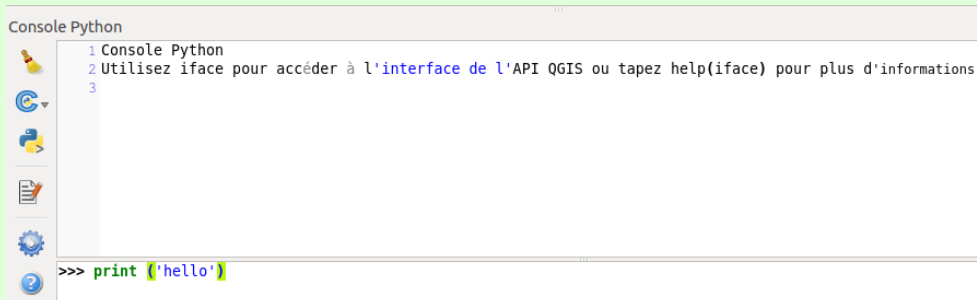 Console Python
1 Console Python
2 Utilisez iface pour accéder à l'interface de l'API QGIS ou tapez help(iface) pour plus d'informations
3
>>> print ('hello')